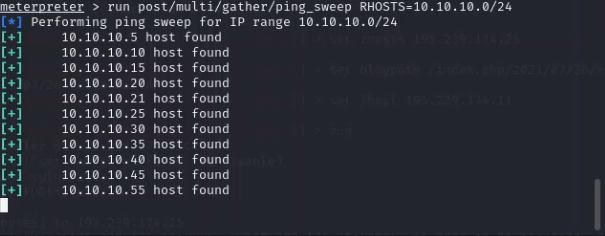 meterpreter > run post/multi/gather/ping_sweep RHOSTS=10.10.10.0/24
[*] Performing ping sweep for IP range 10.10.10.0/24
[+] 10.10.10.5 host found
[+] 10.10.10.10 host found
[+] 10.10.10.15 host found
[+] 10.10.10.20 host found
[+] 10.10.10.21 host found
[+] 10.10.10.25 host found
[+] 10.10.10.30 host found
[+] 10.10.10.35 host found
[+] 10.10.10.40 host found
[+] 10.10.10.45 host found
[+] 10.10.10.55 host found